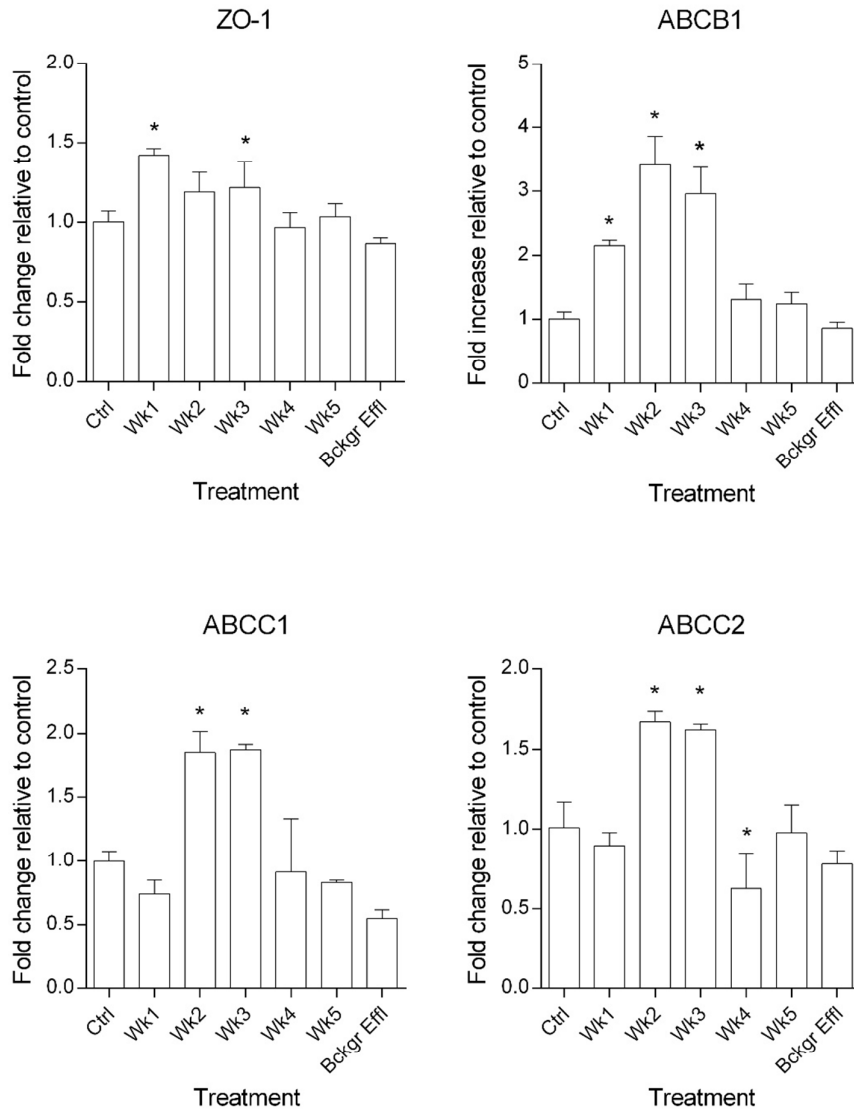 ZO-1
Fold change relative to control
2.0
1.5
1.0
0.5
0.0
*
*
Ctrl
Wk1
Wk2
Wk3
Wk4
Wk5
Bckgr Effl
Treatment
ABCB1
Fold increase relative to control
5
4
3
2
1
0
*
*
*
Ctrl
Wk1
Wk2
Wk3
Wk4
Wk5
Bckgr Effl
Treatment
ABCC1
Fold change relative to control
2.5
2.0
1.5
1.0
0.5
0.0
*
*
Ctrl
Wk1
Wk2
Wk3
Wk4
Wk5
Bckgr Effl
Treatment
ABCC2
Fold change relative to control
2.0
1.5
1.0
0.5
0.0
*
*
*
Ctrl
Wk1
Wk2
Wk3
Wk4
Wk5
Bckgr Effl
Treatment